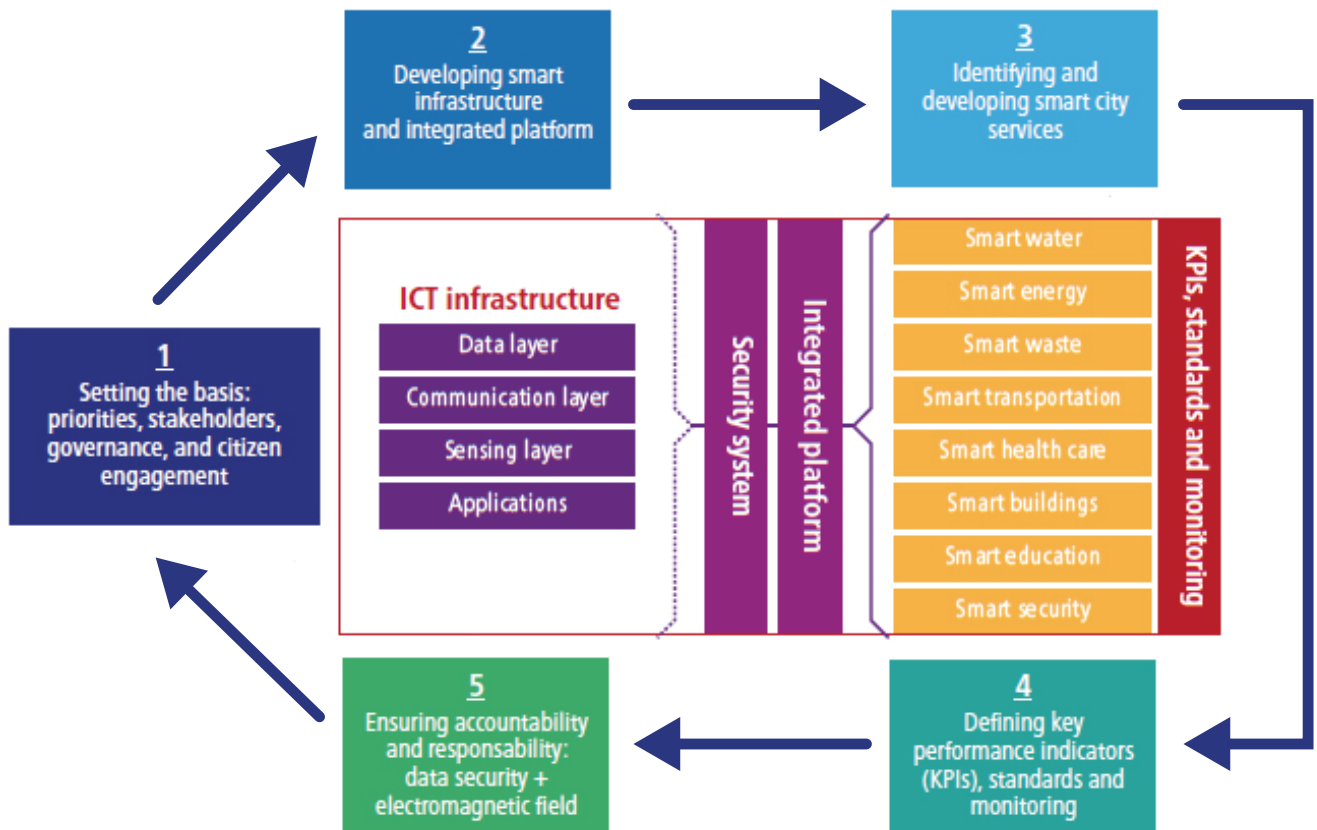 1
Setting the basis:
priorities, stakeholders,
governance, and citizen
engagement
2
Developing smart
infrastructure
and integrated platform
3
Identifying and
developing smart city
services
ICT infrastructure
Data layer
Communication layer
Sensing layer
Applications
Security system
Integrated platform
Smart water
Smart energy
Smart waste
Smart transportation
Smart health care
Smart buildings
Smart education
Smart security
KPIs, standards and monitoring
4
Defining key
performance indicators
(KPIs), standards and
monitoring
5
Ensuring accountability
and responsability:
data security +
electromagnetic field